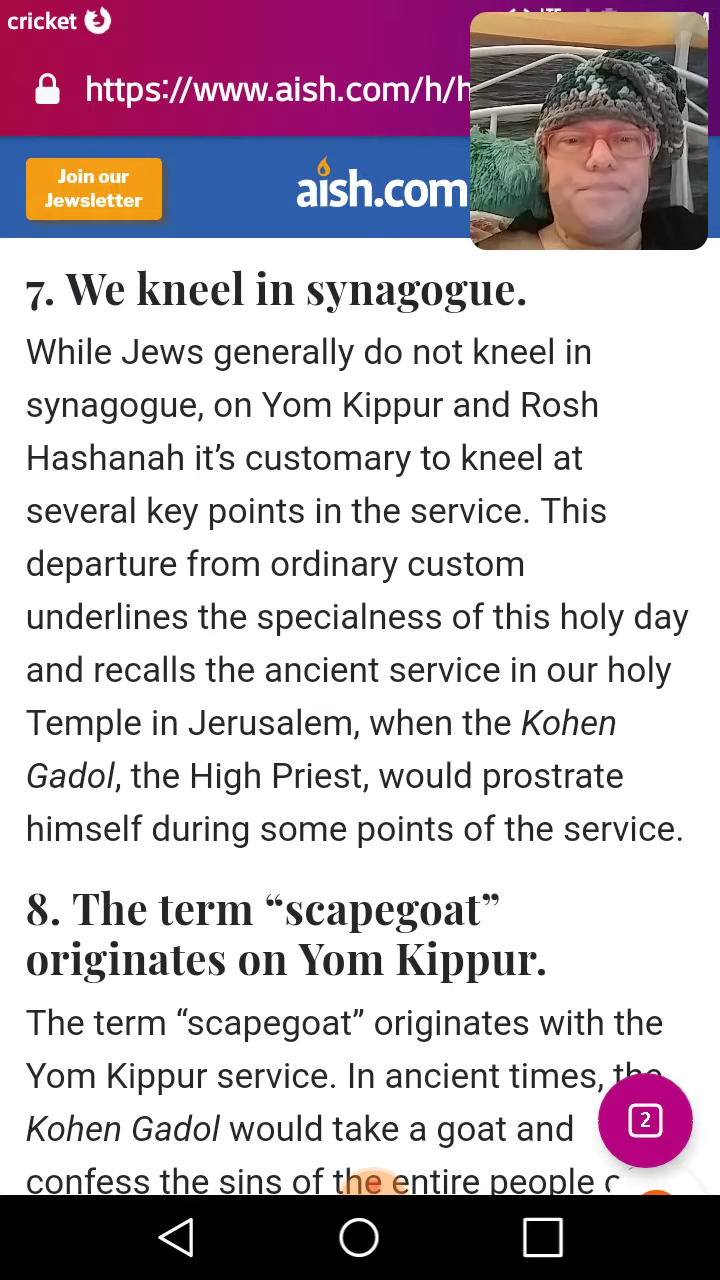 cricket
https://www.aish.com/h/h
Join our
Jewsletter
aish.com
7. We kneel in synagogue.
While Jews generally do not kneel in
synagogue, on Yom Kippur and Rosh
Hashanah it’s customary to kneel at
several key points in the service. This
departure from ordinary custom
underlines the specialness of this holy day
and recalls the ancient service in our holy
Temple in Jerusalem, when the Kohen
Gadol, the High Priest, would prostrate
himself during some points of the service.
8. The term “scapegoat”
originates on Yom Kippur.
The term “scapegoat” originates with the
Yom Kippur service. In ancient times, the
Kohen Gadol would take a goat and
2
confess the sins of the entire people